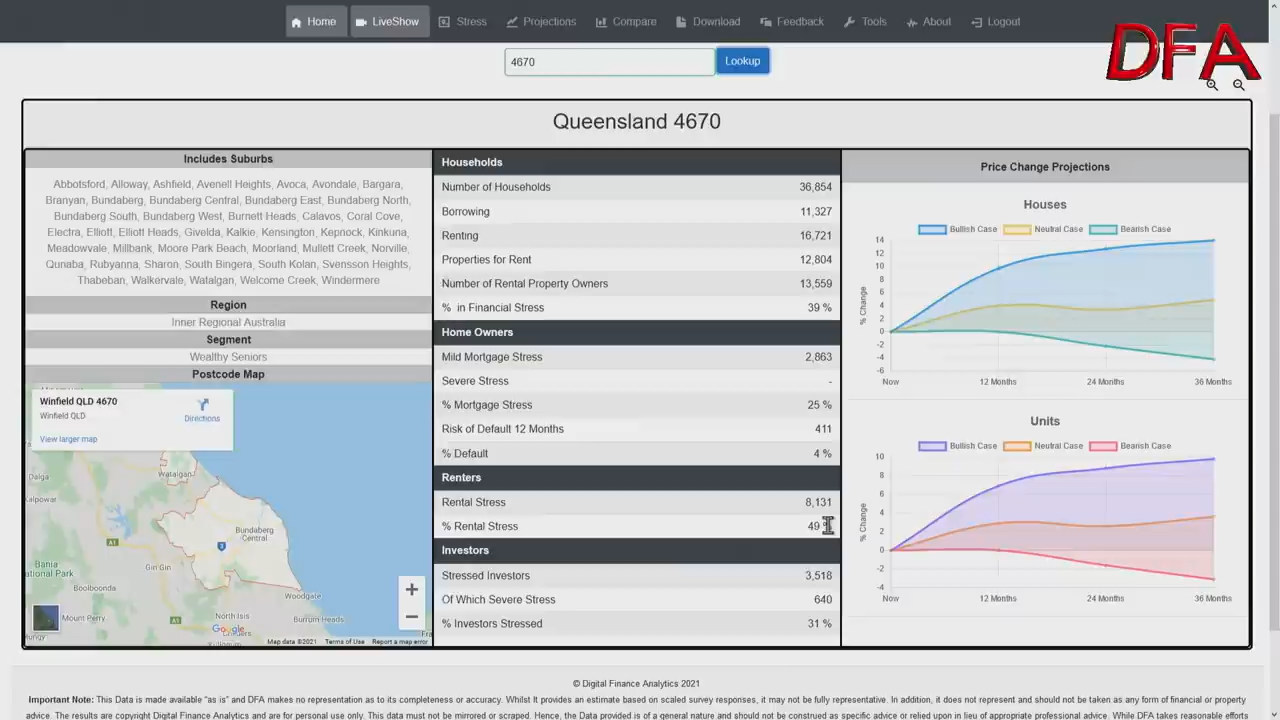 Home LiveShow Stress Projections Compare Download Feedback Tools About Logout
DFA
4670 Lookup
Queensland 4670
Includes Suburbs
Abbotsford, Alloway, Ashfield, Avenell Heights, Avoca, Avondale, Bargara,
Branyan, Bundaberg, Bundaberg Central, Bundaberg East, Bundaberg North,
Bundaberg South, Bundaberg West, Burnett Heads, Calavos, Coral Cove,
Electra, Elliott, Elliott Heads, Givelda, Kalkie, Kensington, Kepnock, Kinkuna,
Meadowvale, Millbank, Moore Park Beach, Moorland, Mullett Creek, Norville,
Qunaba, Rubyanna, Sharon, South Bingera, South Kolan, Svensson Heights,
Thabeban, Walkervale, Watalgan, Welcome Creek, Windermere
Region
Inner Regional Australia
Segment
Wealthy Seniors
Postcode Map
Winfield QLD 4670
Winfield QLD
Directions
View larger map
Dalga
Watalgan
Kalpowar
Bundaberg
Central
A1
3
Bania
National Park
Gin Gin
Booloonda
Woodgate
Mount Perry
A1
North Isis
Burrum Heads
Childers
Google
Map data ©2021 Terms of Use Report a map error
Households
Number of Households 36,854
Borrowing 11,327
Renting 16,721
Properties for Rent 12,804
Number of Rental Property Owners 13,559
% in Financial Stress 39 %
Home Owners
Mild Mortgage Stress 2,863
Severe Stress -
% Mortgage Stress 25 %
Risk of Default 12 Months 411
% Default 4 %
Renters
Rental Stress 8,131
% Rental Stress 49
Investors
Stressed Investors 3,518
Of Which Severe Stress 640
% Investors Stressed 31 %
Price Change Projections
Houses
Bullish Case Neutral Case Bearish Case
14
12
10
8
6
4
2
0
-2
-4
-6
% Change
Now 12 Months 24 Months 36 Months
Units
Bullish Case Neutral Case Bearish Case
10
8
6
4
2
0
-2
-4
% Change
Now 12 Months 24 Months 36 Months
© Digital Finance Analytics 2021
Important Note: This Data is made available "as is" and DFA makes no representation as to its completeness or accuracy. Whilst It provides an estimate based on scaled survey responses, it may not be fully representative. In addition, it does not represent and should not be taken as any form of financial or property
advice. The results are copyright Digital Finance Analytics and are for personal use only. This data must not be mirrored or scraped. Hence, the Data provided is of a general nature and should not be construed as specific advice or relied upon in lieu of appropriate professional advice. While DFA takes reasonable efforts